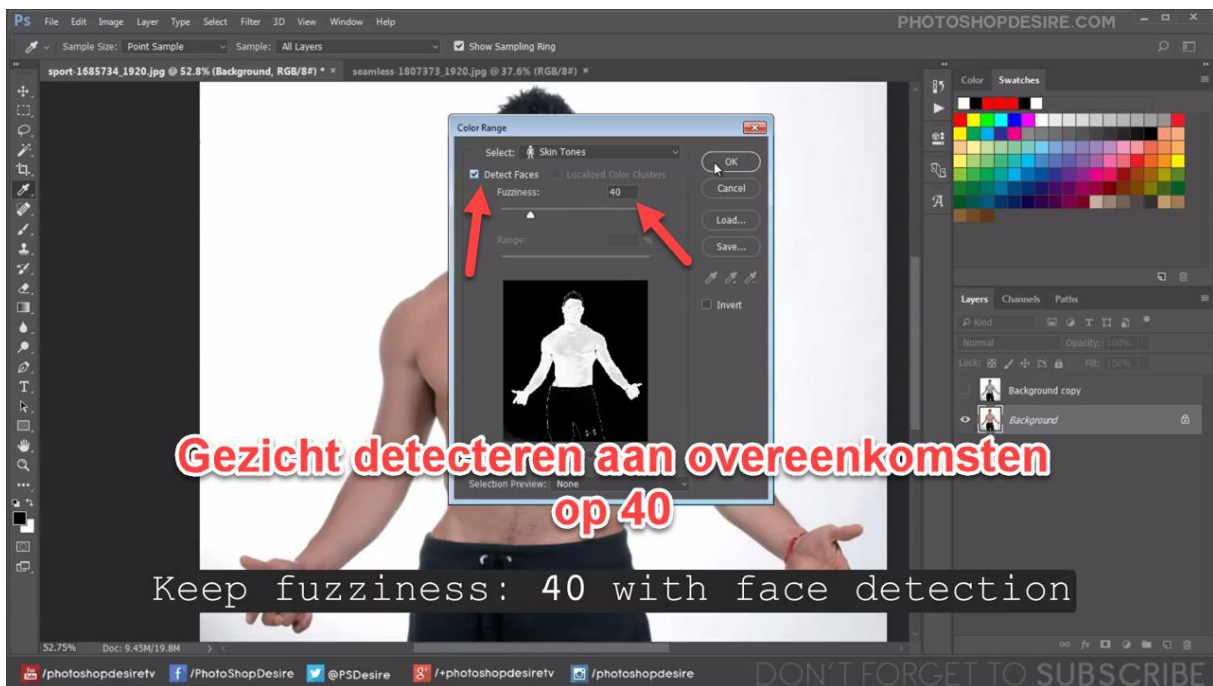 Ps File Edit Image Layer Type Select Filter 3D View Window Help
PHOTOSHOPDESIRE.COM
Sample Size: Point Sample Sample: All Layers Show Sampling Ring
sport-1685734_1920.jpg @ 52.8% (Background, RGB/8#) * × seamless-1807373_1920.jpg @ 37.6% (RGB/8#) ×
Color Swatches
Color Range
Select: Skin Tones
OK
Detect Faces Localized Color Clusters
Fuzziness: 40
Cancel
Load...
Range: %
Save...
Invert
Layers Channels Paths
Kind
Normal Opacity: 100%
Lock: Fill: 100%
Background copy
Background
Gezicht detecteren aan overeenkomsten
op 40
Selection Preview: None
Keep fuzziness: 40 with face detection
52.75% Doc: 9.45M/19.8M
/photoshopdesiretv /PhotoShopDesire @PSDesire /+photoshopdesiretv /photoshopdesire
DON'T FORGET TO SUBSCRIBE